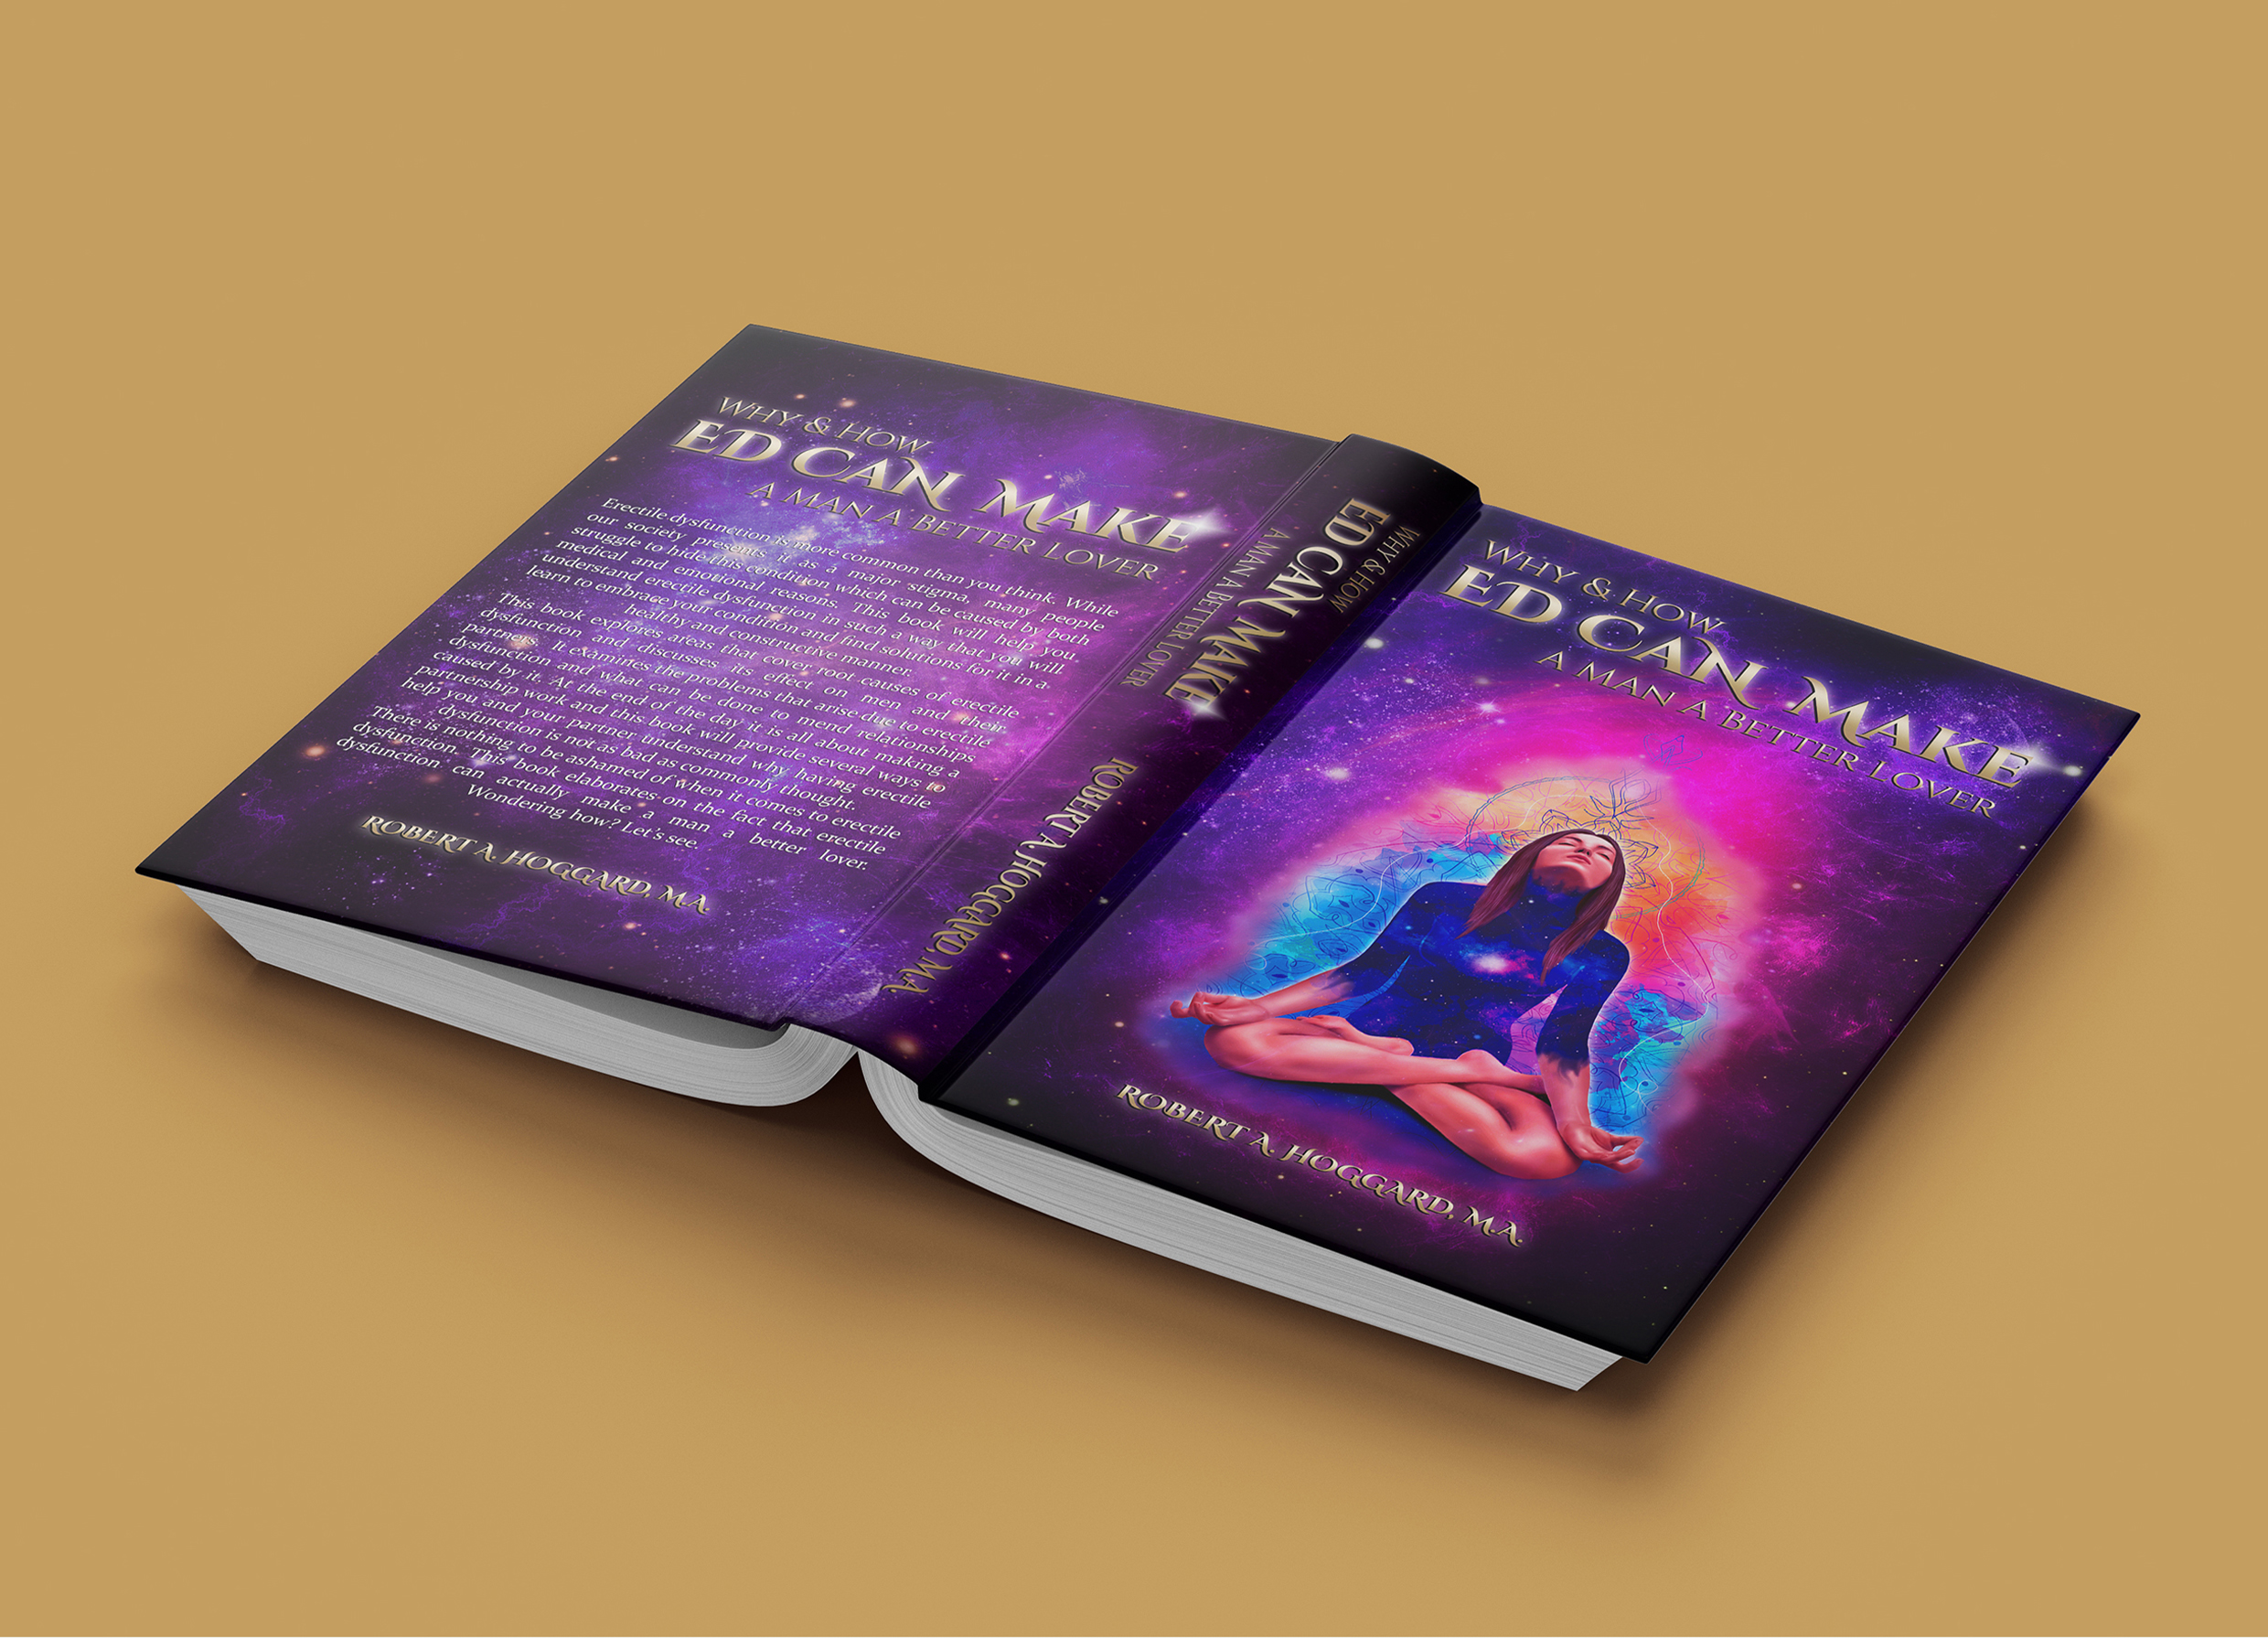 WHY & HOW
ED CAN MAKE
A MAN A BETTER LOVER
Erectile dysfunction is more common than you think. While
our society presents it as a major stigma, many people
struggle to hide this condition which can be caused by both
medical and emotional reasons. This book will help you
understand erectile dysfunction in such a way that you will
learn to embrace your condition and find solutions for it in a
healthy and constructive manner.
This book explores areas that cover root causes of erectile
dysfunction and discusses its effect on men and their
partners. It examines the problems that arise due to erectile
dysfunction and what can be done to mend relationships
caused by it. At the end of the day it is all about making a
partnership work and this book will provide several ways to
help you and your partner understand why having erectile
dysfunction is not as bad as commonly thought.
There is nothing to be ashamed of when it comes to erectile
dysfunction. This book elaborates on the fact that erectile
dysfunction can actually make a man a better lover.
Wondering how? Let's see.
ROBERT A. HOGGARD, M.A.
WHY & HOW
ED CAN MAKE
A MAN A BETTER LOVER
ROBERT A. HOGGARD, M.A.
WHY & HOW
ED CAN MAKE
A MAN A BETTER LOVER
ROBERT A. HOGGARD, M.A.